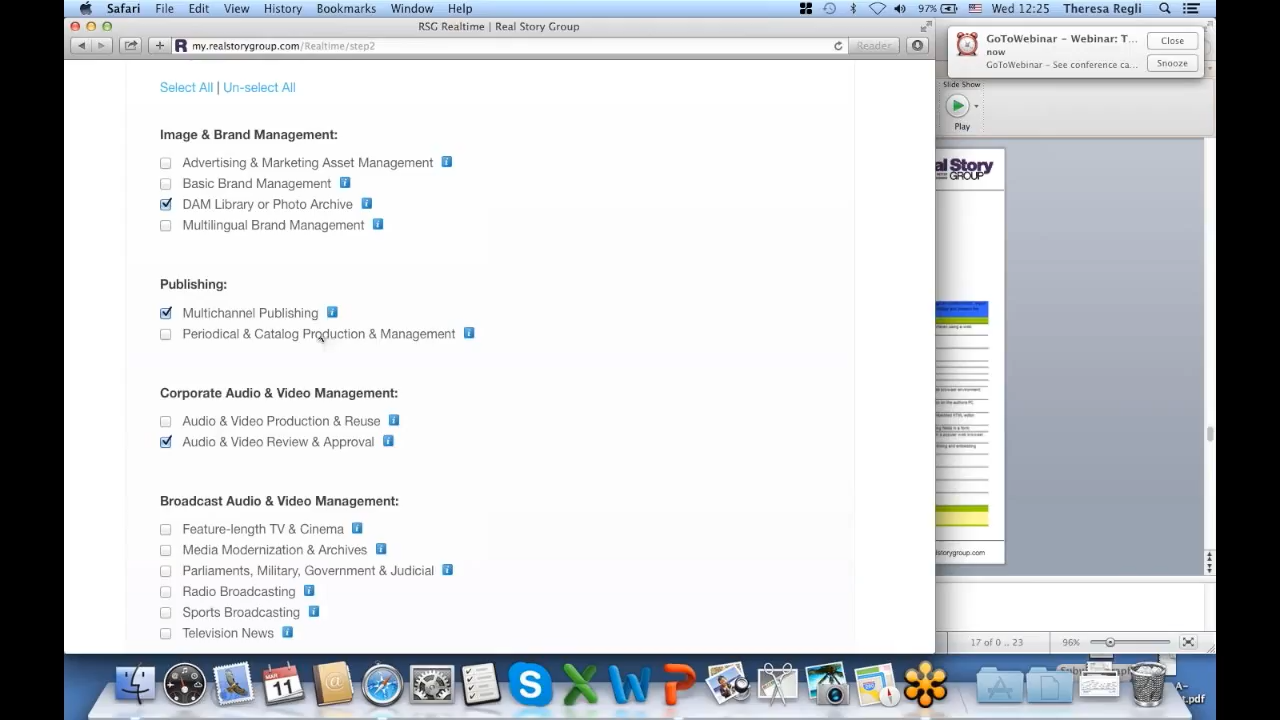 Safari File Edit View History Bookmarks Window Help 97% Wed 12:25 Theresa Regli
RSG Realtime | Real Story Group
my.realstorygroup.com/Realtime/step2
Reader
GoToWebinar – Webinar: T...
now
GoToWebinar – See conference ca...
Close
Snooze
Slide Show
Play
Select All | Un-select All
Image & Brand Management:
Advertising & Marketing Asset Management
Basic Brand Management
DAM Library or Photo Archive
Multilingual Brand Management
Publishing:
Multichannel Publishing
Periodical & Catalog Production & Management
Corporate Audio & Video Management:
Audio & Video Production & Reuse
Audio & Video Review & Approval
Broadcast Audio & Video Management:
Feature-length TV & Cinema
Media Modernization & Archives
Parliaments, Military, Government & Judicial
Radio Broadcasting
Sports Broadcasting
Television News
al Story
GROUP
storygroup.com
17 of 0 .. 23
96%
MAR
11